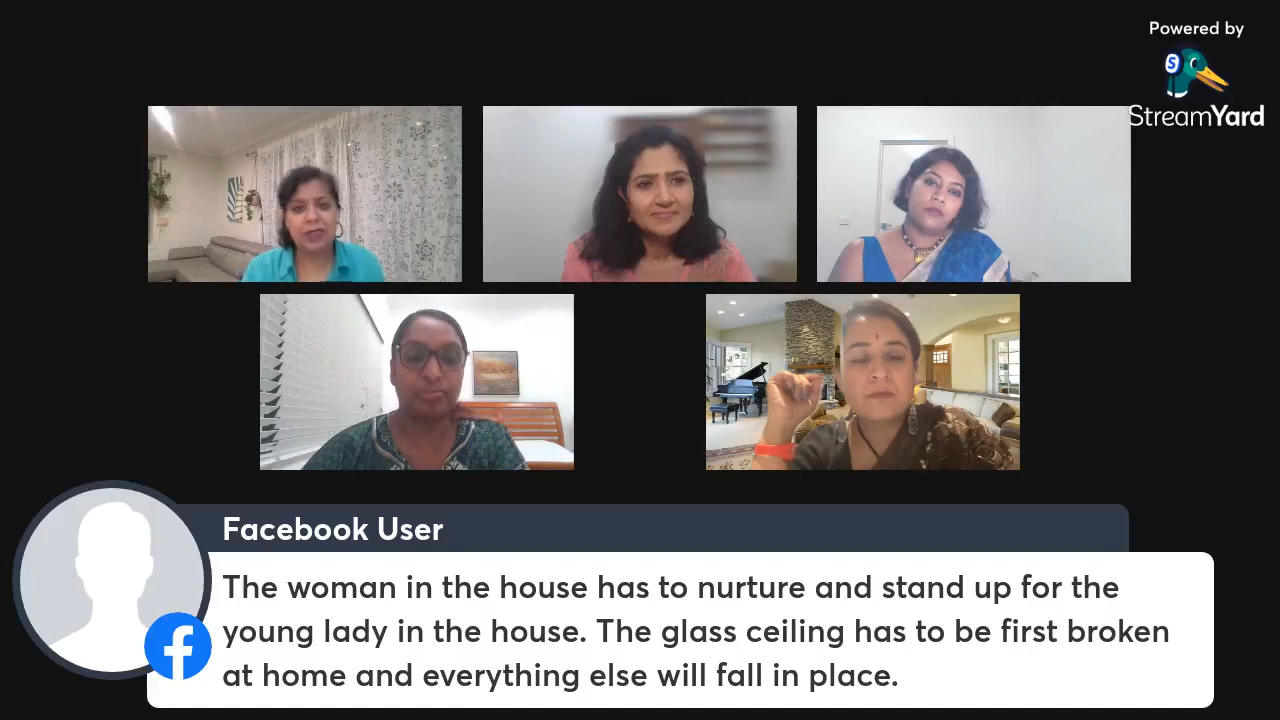 Powered by
StreamYard
Facebook User
The woman in the house has to nurture and stand up for the
young lady in the house. The glass ceiling has to be first broken
at home and everything else will fall in place.